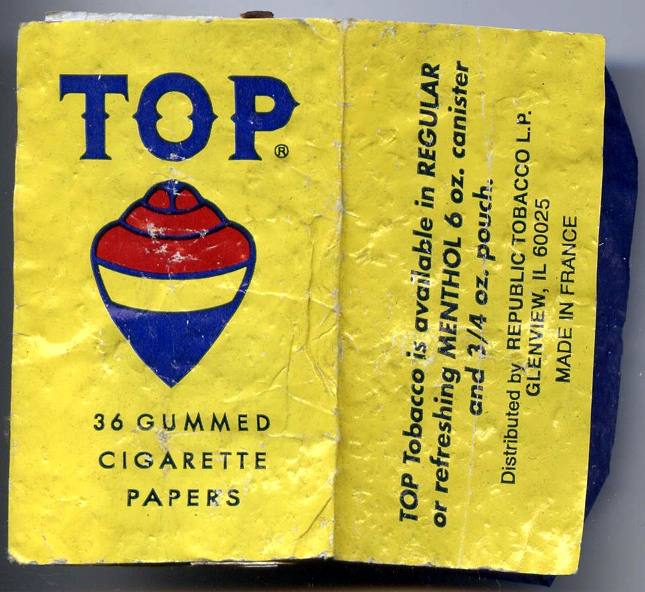 TOP®
36 GUMMED
CIGARETTE
PAPERS
TOP Tobacco is available in REGULAR
or refreshing MENTHOL 6 oz. canister
and 3/4 oz. pouch.
Distributed by REPUBLIC TOBACCO L.P.
GLENVIEW, IL 60025
MADE IN FRANCE